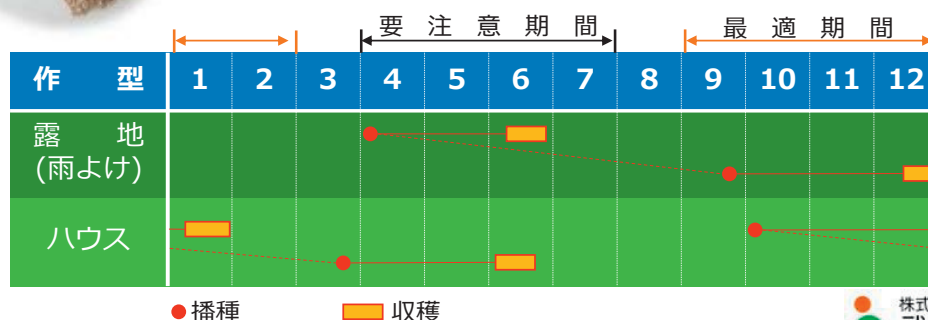 要注意期間 最適期間
作型 1 2 3 4 5 6 7 8 9 10 11 12
露地
(雨よけ)
ハウス
播種 収穫
株式